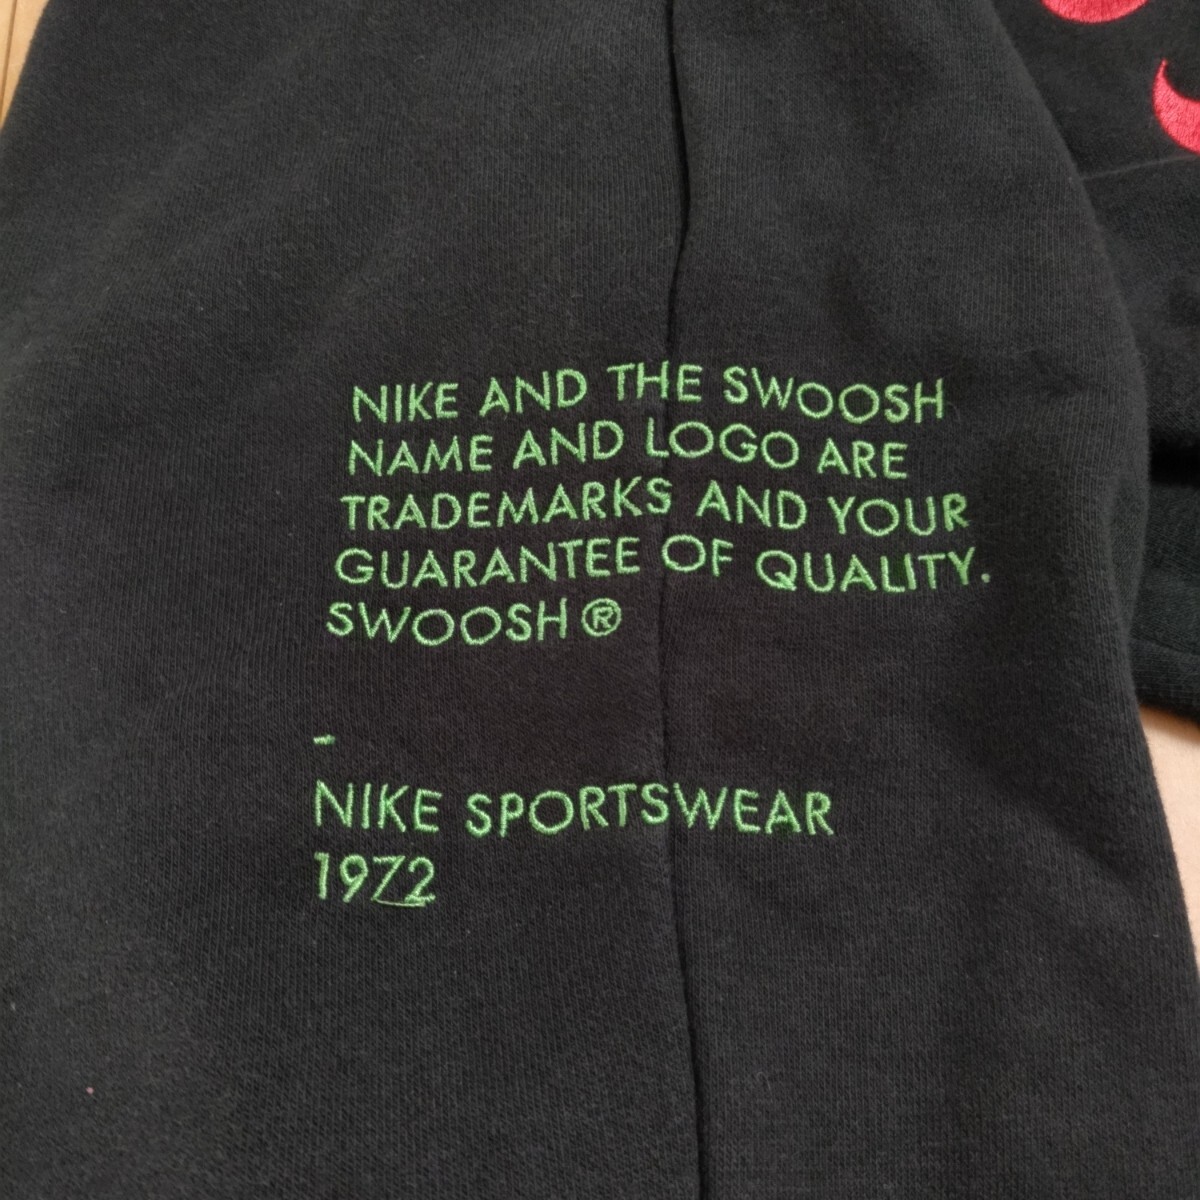 NIKE AND THE SWOOSH
NAME AND LOGO ARE
TRADEMARKS AND YOUR
GUARANTEE OF QUALITY.
SWOOSH ®
-
NIKE SPORTSWEAR
1972